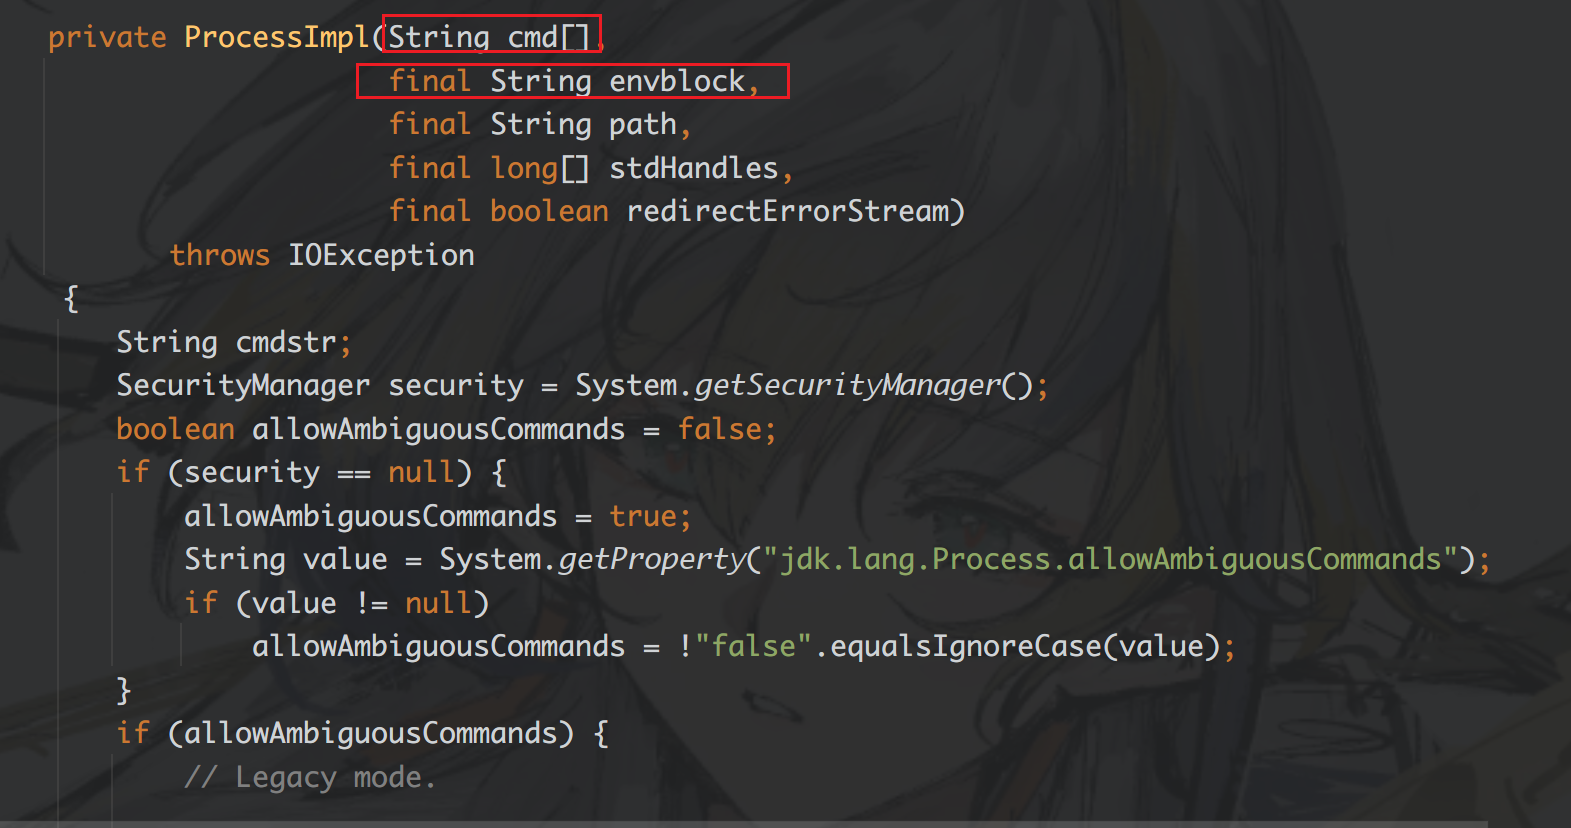 private ProcessImpl(String cmd[],
final String envblock,
final String path,
final long[] stdHandles,
final boolean redirectErrorStream)
throws IOException
{
String cmdstr;
SecurityManager security = System.getSecurityManager();
boolean allowAmbiguousCommands = false;
if (security == null) {
allowAmbiguousCommands = true;
String value = System.getProperty("jdk.lang.Process.allowAmbiguousCommands");
if (value != null)
allowAmbiguousCommands = !"false".equalsIgnoreCase(value);
}
if (allowAmbiguousCommands) {
// Legacy mode.